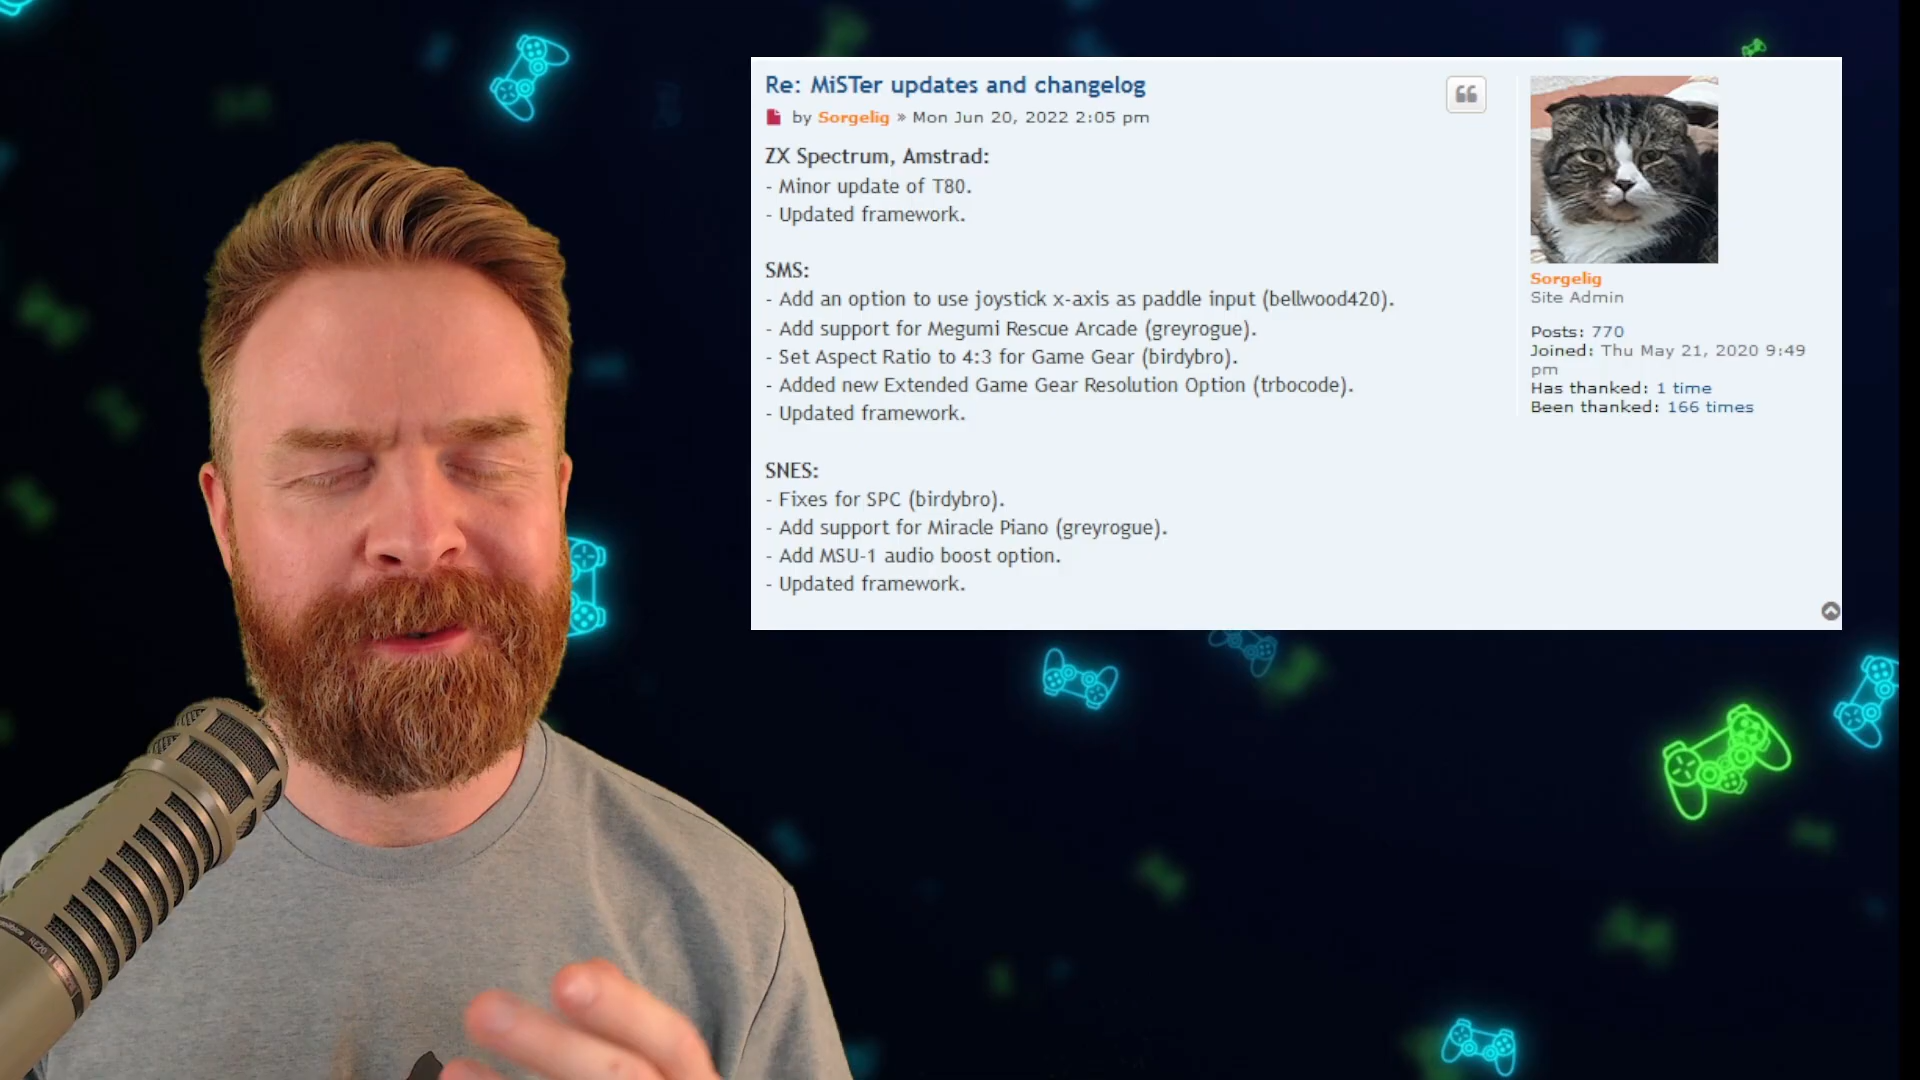 Re: MiSTer updates and changelog
by Sorgelig » Mon Jun 20, 2022 2:05 pm
ZX Spectrum, Amstrad:
- Minor update of T80.
- Updated framework.
SMS:
- Add an option to use joystick x-axis as paddle input (bellwood420).
- Add support for Megumi Rescue Arcade (greyrogue).
- Set Aspect Ratio to 4:3 for Game Gear (birdybro).
- Added new Extended Game Gear Resolution Option (trbocode).
- Updated framework.
SNES:
- Fixes for SPC (birdybro).
- Add support for Miracle Piano (greyrogue).
- Add MSU-1 audio boost option.
- Updated framework.
Sorgelig
Site Admin
Posts: 770
Joined: Thu May 21, 2020 9:49
pm
Has thanked: 1 time
Been thanked: 166 times
RE20